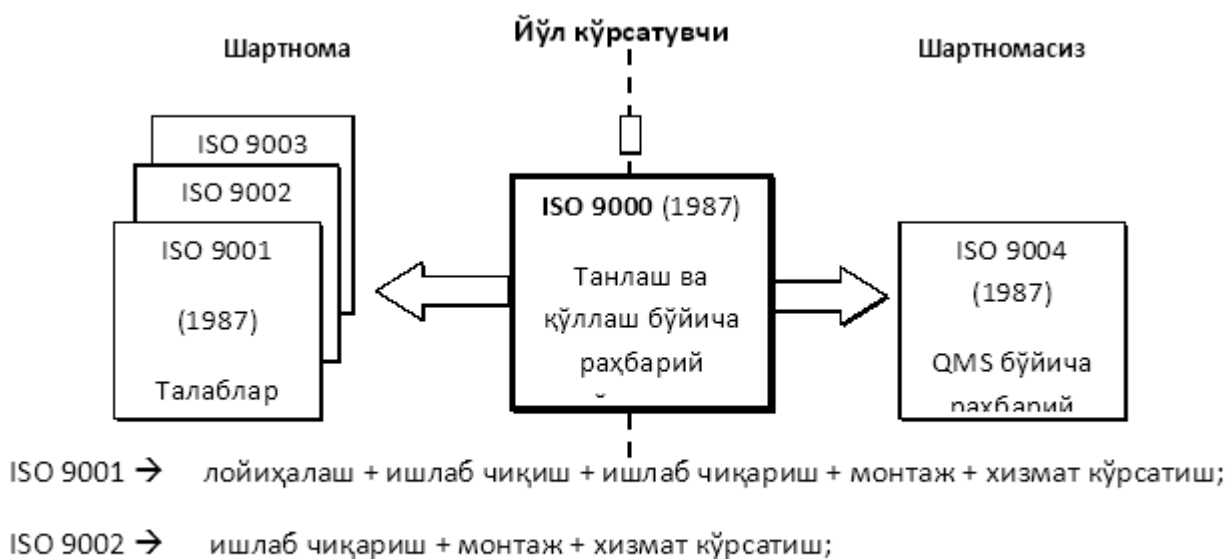 Йўл кўрсатувчи
Шартнома
Шартномасиз
ISO 9003
ISO 9002
ISO 9001
(1987)
Талаблар
ISO 9000 (1987)
Танлаш ва
қўллаш бўйича
раҳбарий
ISO 9004
(1987)
QMS бўйича
раҳбарий
ISO 9001 → лойиҳалаш + ишлаб чиқиш + ишлаб чиқариш + монтаж + хизмат кўрсатиш;
ISO 9002 → ишлаб чиқариш + монтаж + хизмат кўрсатиш;